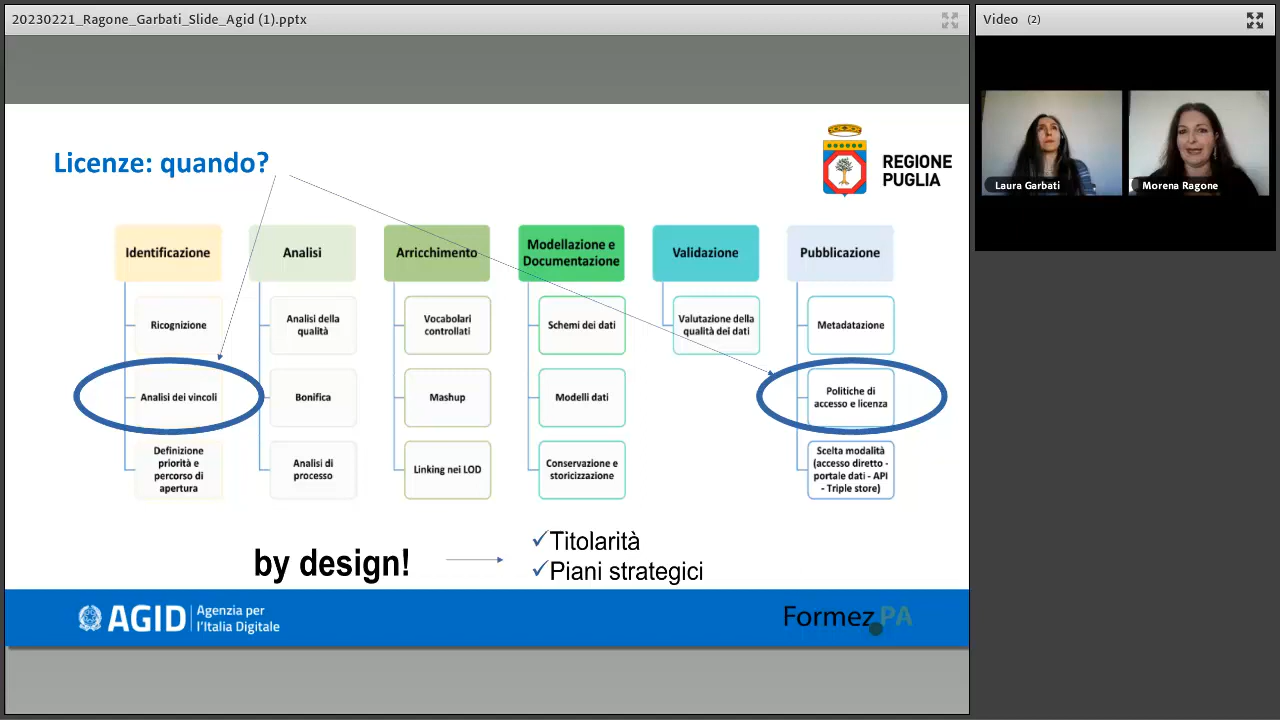 20230221_Ragone_Garbati_Slide_Agid (1).pptx
Video (2)
Laura Garbati
Morena Ragone
Licenze: quando?
REGIONE
PUGLIA
Identificazione
Ricognizione
Analisi dei vincoli
Definizione
priorità e
percorso di
apertura
Analisi
Analisi della
qualità
Bonifica
Analisi di
processo
Arricchimento
Vocabolari
controllati
Mashup
Linking nei LOD
Modellazione e
Documentazione
Schemi dei dati
Modelli dati
Conservazione e
storicizzazione
Validazione
Valutazione della
qualità dei dati
Pubblicazione
Metadatazione
Politiche di
accesso e licenza
Scelta modalità
(accesso diretto -
portale dati - API
- Triple store)
by design!
✓Titolarità
✓Piani strategici
AGID
Agenzia per
l'Italia Digitale
Formez PA